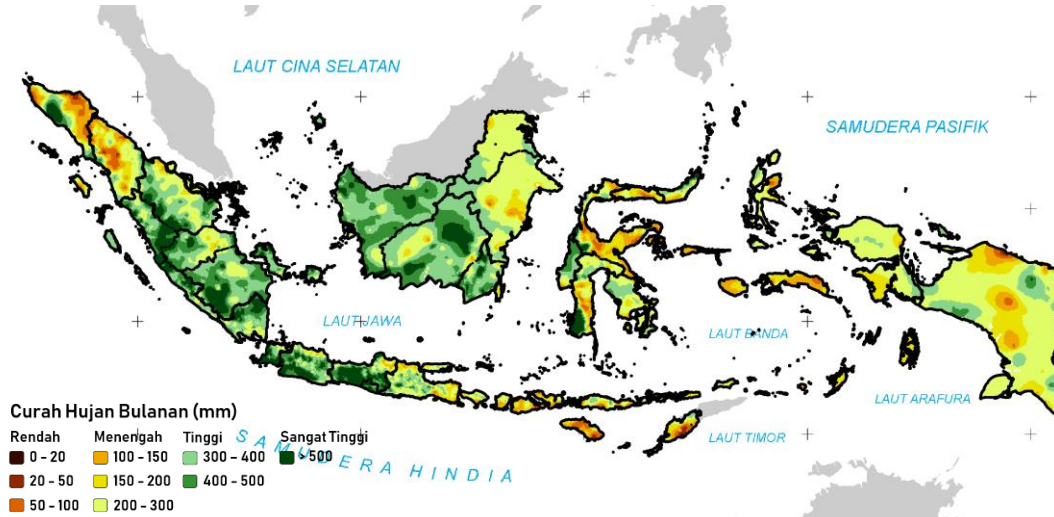 LAUT CINA SELATAN
SAMUDERA PASIFIK
LAUT JAWA
LAUT BANDA
LAUT ARAFURA
LAUT TIMOR
SAMUDERA HINDIA
Curah Hujan Bulanan (mm)
Rendah Menengah Tinggi Sangat Tinggi
0 - 20 100 - 150 300 - 400 > 500
20 - 50 150 - 200 400 - 500
50 - 100 200 - 300